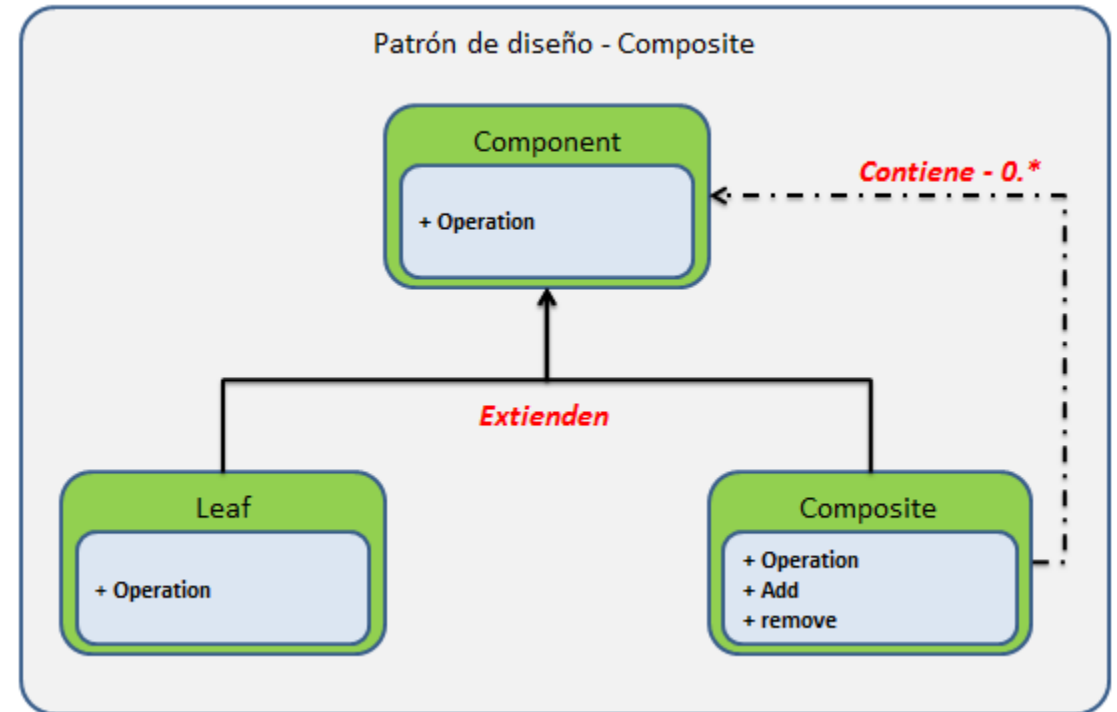 Patrón de diseño - Composite
Component
Contiene - 0.*
+ Operation
Extienden
Leaf
+ Operation
Composite
+ Operation
+ Add
+ remove